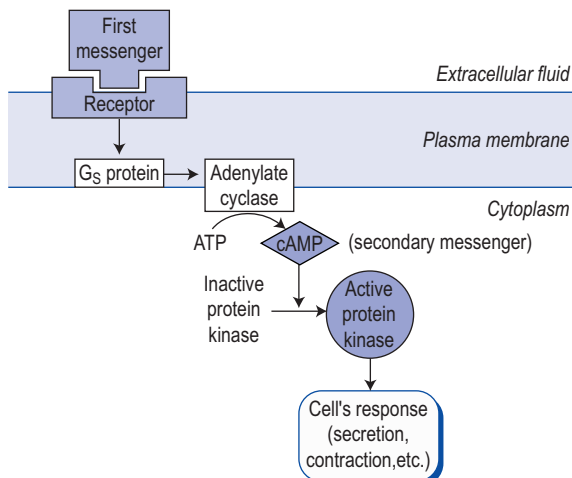 First
messenger
Extracellular fluid
Receptor
Plasma membrane
GS protein
Adenylate
cyclase
Cytoplasm
ATP
cAMP
(secondary messenger)
Inactive
protein
kinase
Active
protein
kinase
Cell's response
(secretion,
contraction,etc.)